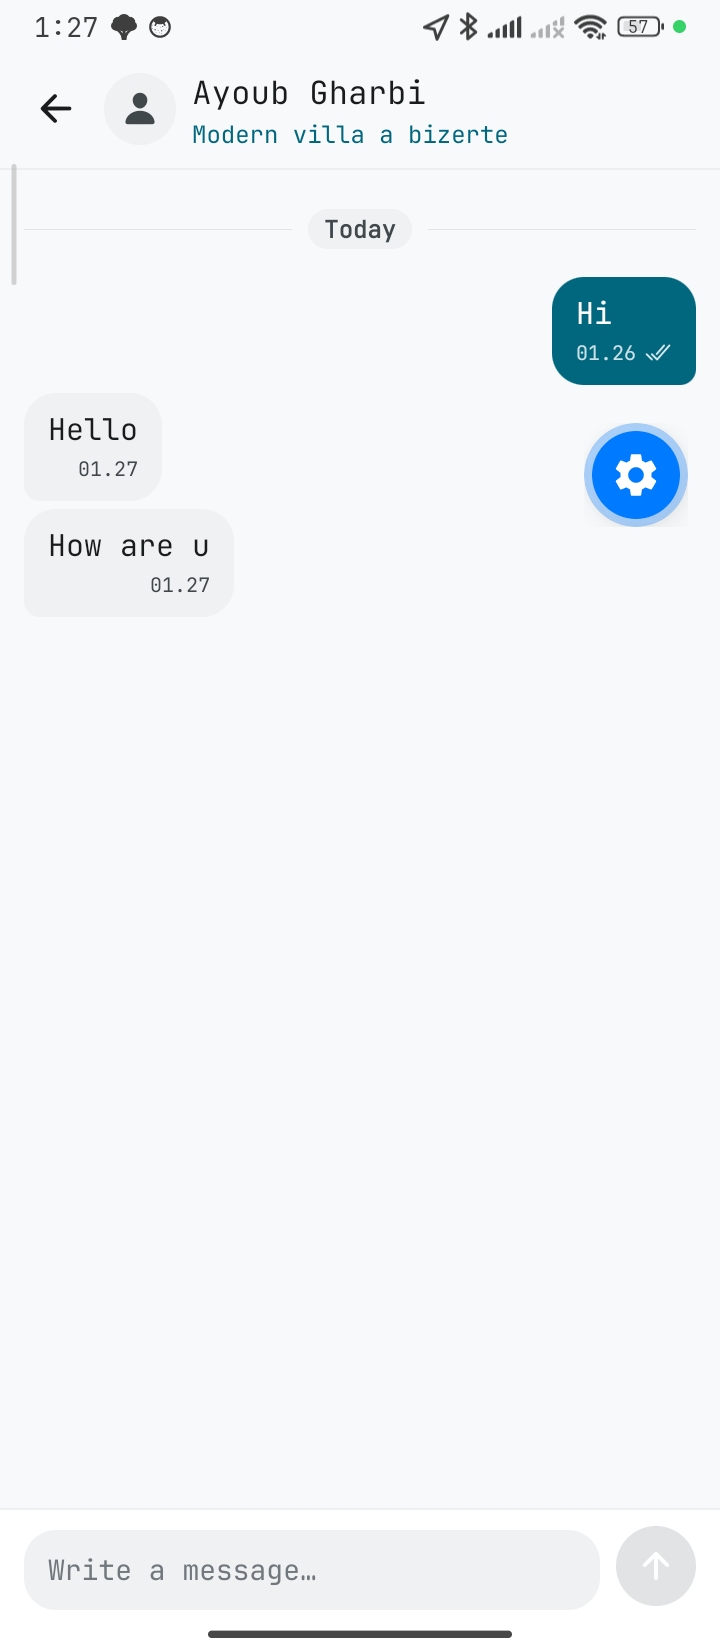 1:27
57
Ayoub Gharbi
Modern villa a bizerte
Today
Hi
01.26
Hello
01.27
How are u
01.27
Write a message…